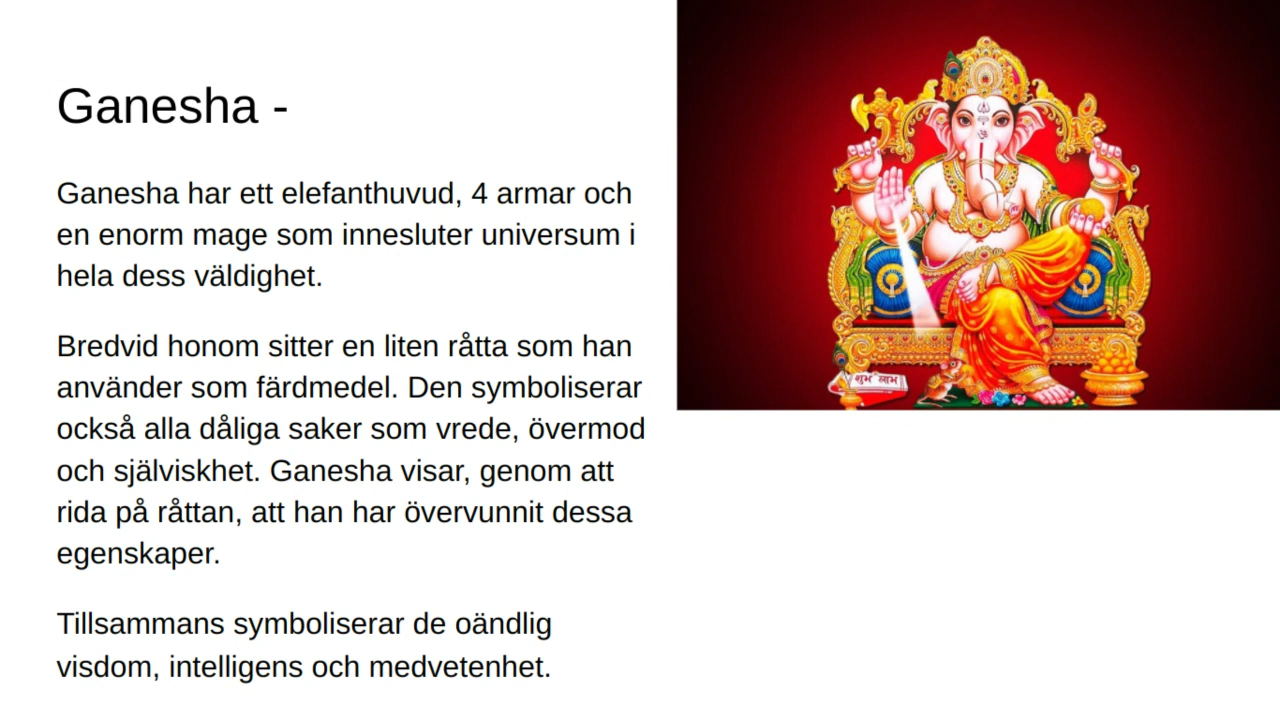 Ganesha -
Ganesha har ett elefanthuvud, 4 armar och
en enorm mage som innesluter universum i
hela dess väldighet.
Bredvid honom sitter en liten råtta som han
använder som färdmedel. Den symboliserar
också alla dåliga saker som vrede, övermod
och själviskhet. Ganesha visar, genom att
rida på råttan, att han har övervunnit dessa
egenskaper.
Tillsammans symboliserar de oändlig
visdom, intelligens och medvetenhet.
शुभ लाभ